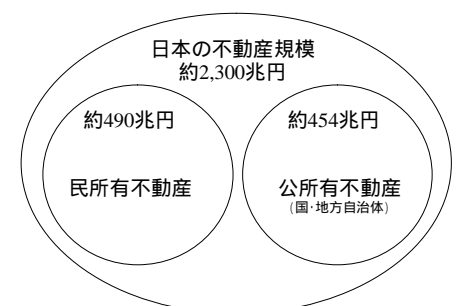 日本の不動産規模
約2,300兆円
約490兆円
民所有不動産
約454兆円
公所有不動産
(国·地方自治体)